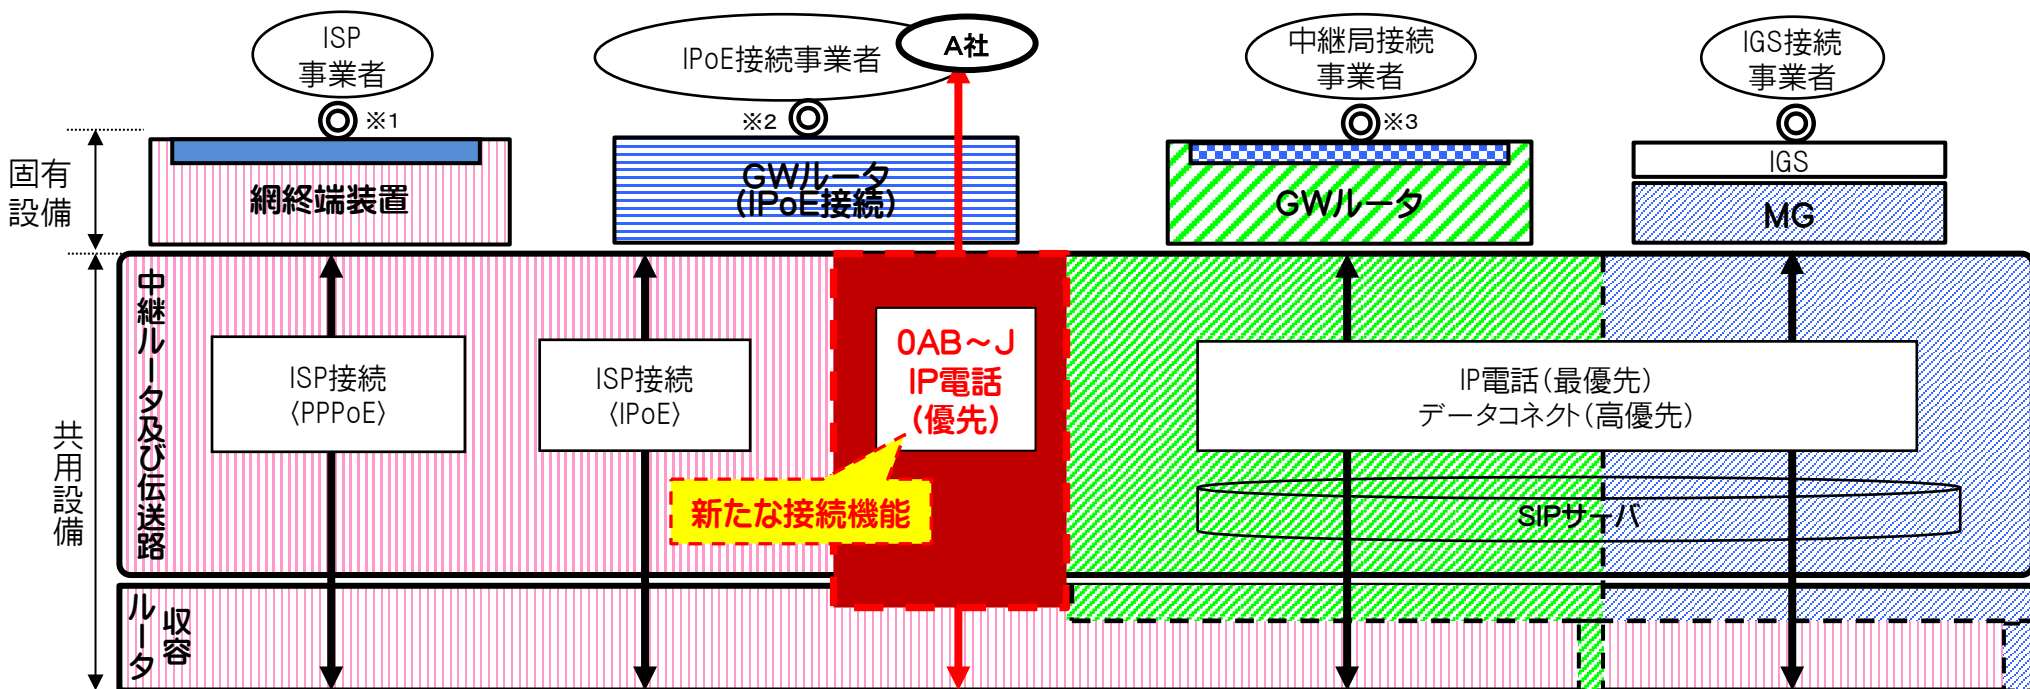 ISP
事業者
IPoE接続事業者
A社
中継局接続
事業者
IGS接続
事業者
※1
※2
※3
固有
設備
網終端装置
GWルータ
(IPoE接続)
GWルータ
IGS
MG
共用設備
中継ルータ及び伝送路
ISP接続
〈PPPoE〉
ISP接続
〈IPoE〉
0AB～J
IP電話
(優先)
IP電話(最優先)
データコネクト(高優先)
新たな接続機能
SIPサーバ
収容
ルータ